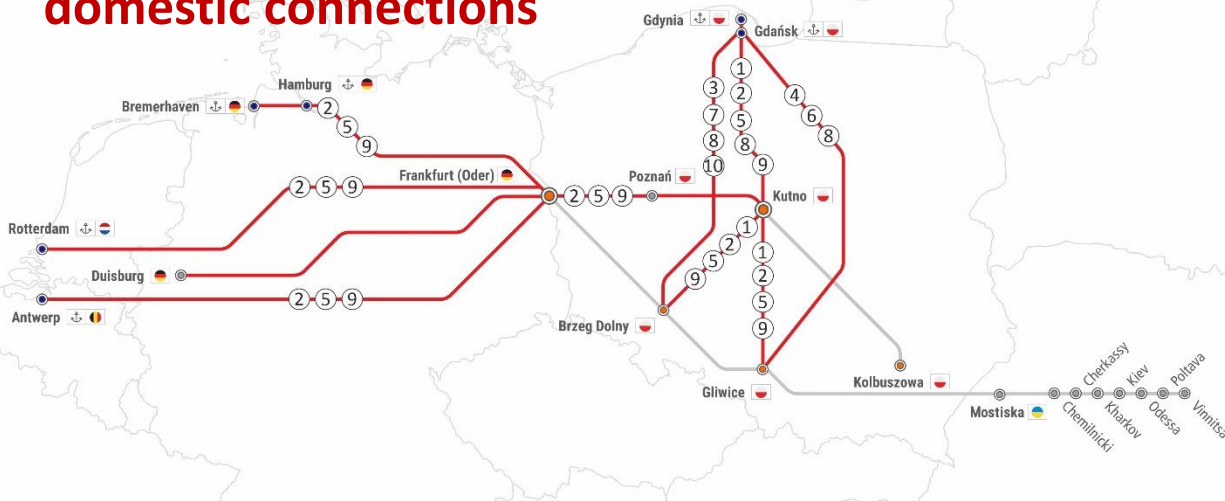 domestic connections
Gdynia
Gdańsk
Hamburg
Bremerhaven
2
5
9
1
2
5
8
9
3
7
8
10
4
6
8
Frankfurt (Oder)
Poznań
2 5 9
2 5 9
Kutno
Rotterdam
1
2
5
9
1
2
5
9
Duisburg
2 5 9
Antwerp
Brzeg Dolny
Gliwice
Kolbuszowa
Mostiska
Chemilnicki
Cherkassy
Kharkov
Kiev
Odessa
Poltava
Vinnitsa